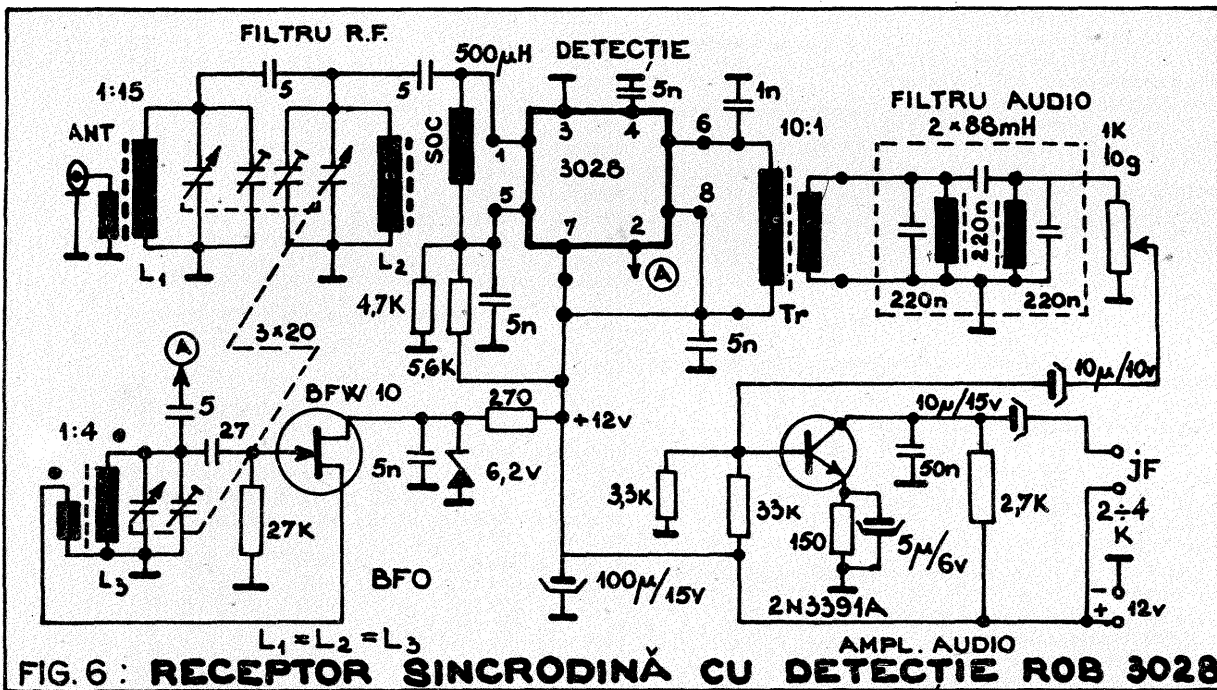 FILTRU R.F.
500µH
DETECȚIE
5
5
5n
1n
1:15
10:1
FILTRU AUDIO
2×88mH
ANT
ȘOC
1
3
4
6
3028
5
8
7
2
A
1K
log
L1
L2
4,7K
5n
5,6K
5n
Tr
220n
220n
220n
3×20
A
5
BFW 10
270
+12v
10µ/10v
10µ/15v
1:4
27
5n
6,2v
27K
L3
BFO
3,3K
33K
150
5µ/6v
50n
2,7K
jF
2÷4
K
100µ/15v
2N3391A
-
+
12v
L1=L2=L3
AMPL. AUDIO
FIG. 6: RECEPTOR SINCRODINĂ CU DETECȚIE ROB 3028